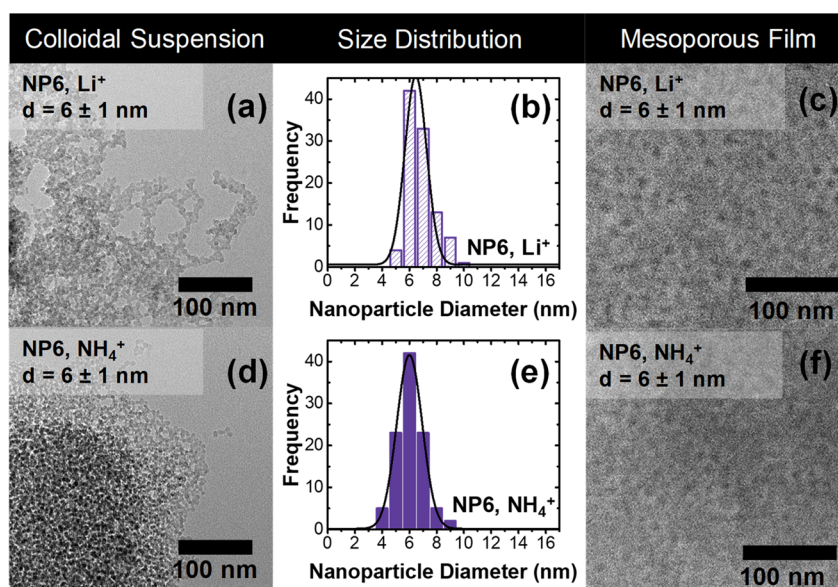 Colloidal Suspension
Size Distribution
Mesoporous Film
NP6, Li⁺
d = 6 ± 1 nm
(a)
100 nm
40
30
20
10
0
Frequency
(b)
NP6, Li⁺
0 2 4 6 8 10 12 14 16
Nanoparticle Diameter (nm)
NP6, Li⁺
d = 6 ± 1 nm
(c)
100 nm
NP6, NH₄⁺
d = 6 ± 1 nm
(d)
100 nm
40
30
20
10
0
Frequency
(e)
NP6, NH₄⁺
0 2 4 6 8 10 12 14 16
Nanoparticle Diameter (nm)
NP6, NH₄⁺
d = 6 ± 1 nm
(f)
100 nm